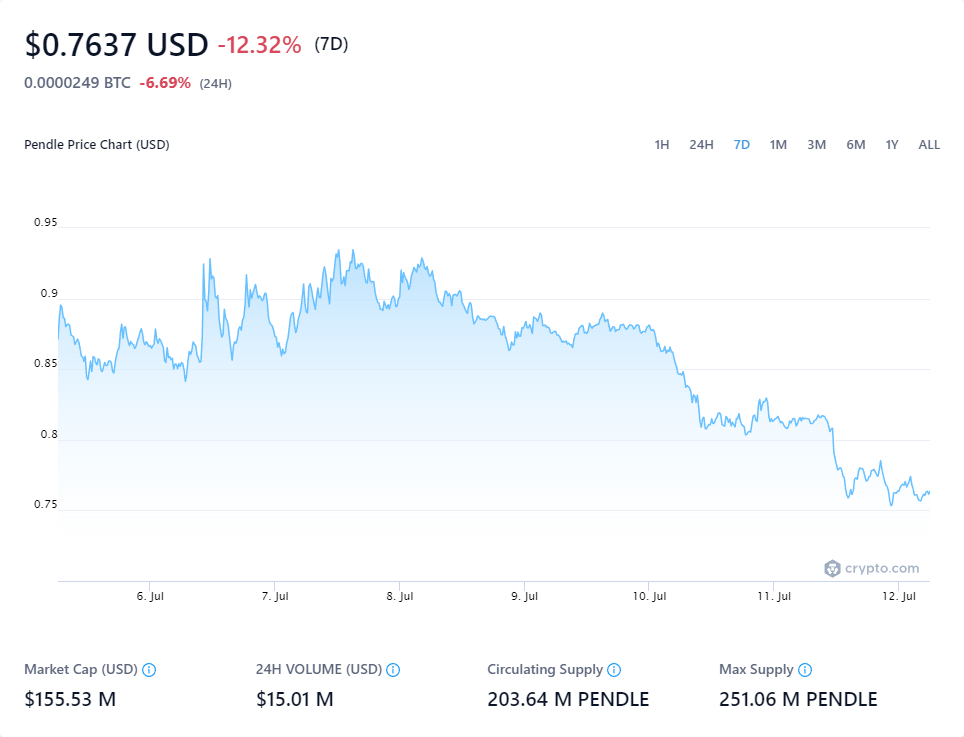 $0.7637 USD -12.32% (7D)
0.0000249 BTC -6.69% (24H)
Pendle Price Chart (USD)
1H 24H 7D 1M 3M 6M 1Y ALL
0.95
0.9
0.85
0.8
0.75
crypto.com
6. Jul 7. Jul 8. Jul 9. Jul 10. Jul 11. Jul 12. Jul
Market Cap (USD) 24H VOLUME (USD) Circulating Supply Max Supply
$155.53 M $15.01 M 203.64 M PENDLE 251.06 M PENDLE